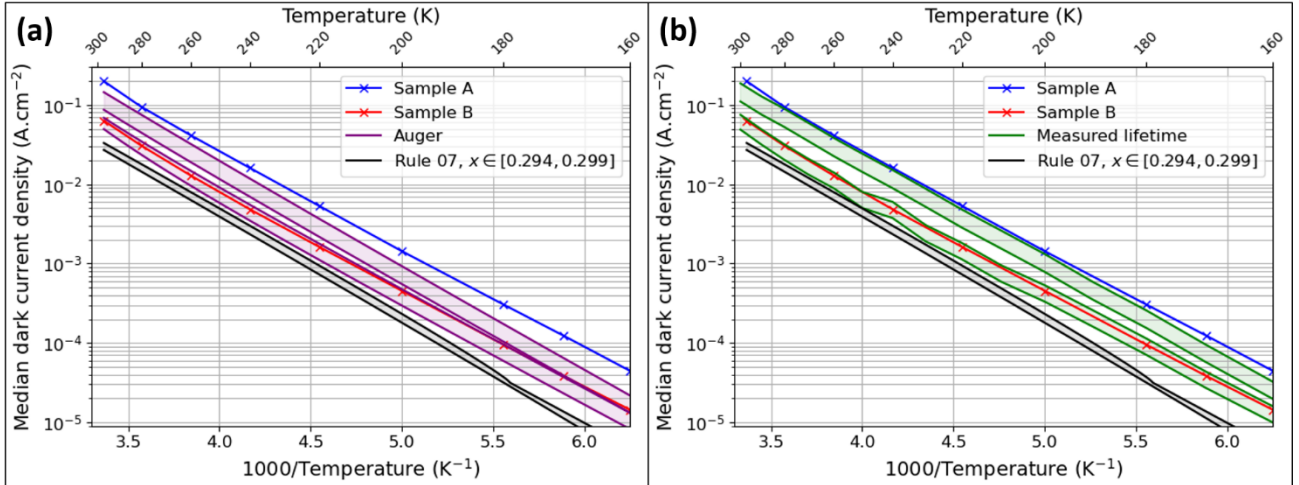 (a)
Temperature (K)
300 280 260 240 220 200 180 160
Median dark current density (A.cm⁻²)
10⁻¹
10⁻²
10⁻³
10⁻⁴
10⁻⁵
Sample A
Sample B
Auger
Rule 07, x ∈ [0.294, 0.299]
3.5 4.0 4.5 5.0 5.5 6.0
1000/Temperature (K⁻¹)
(b)
Temperature (K)
300 280 260 240 220 200 180 160
Median dark current density (A.cm⁻²)
10⁻¹
10⁻²
10⁻³
10⁻⁴
10⁻⁵
Sample A
Sample B
Measured lifetime
Rule 07, x ∈ [0.294, 0.299]
3.5 4.0 4.5 5.0 5.5 6.0
1000/Temperature (K⁻¹)